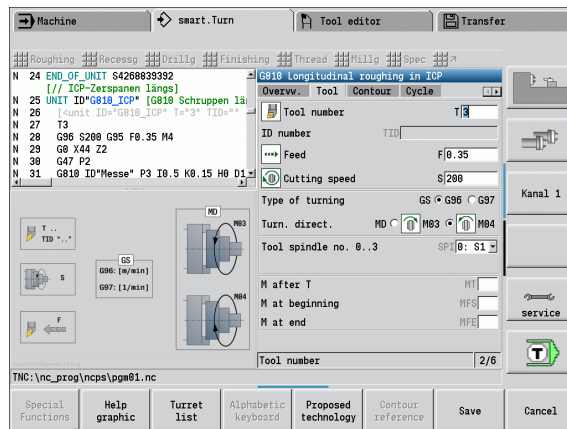 Machine
smart.Turn
Tool editor
Transfer
Roughing Recessg Drillg Finishing Thread Millg Spec
N 24 END_OF_UNIT S4268839392
[// ICP-Zerspanen längs]
N 25 UNIT ID"G810_ICP" [G810 Schruppen lä
N 26 [<unit ID="G810_ICP" T="3" TID=""
N 27 T3
N 28 G96 S200 G95 F0.35 M4
N 29 G0 X44 Z2
N 30 G47 P2
N 31 G810 ID"Messe" P3 I0.5 K0.15 H0 D1
G810 Longitudinal roughing in ICP
Overvw. Tool Contour Cycle
Tool number T 3
ID number TID
Feed F 0.35
Cutting speed S 200
Type of turning GS G96 G97
Turn. direct. MD M03 M04
Tool spindle no. 0..3 SPI 0: S1
M after T MT
M at beginning MFS
M at end MFE
Tool number 2/6
T ..
TID ".."
S
F
GS
G96: [m/min]
G97: [1/min]
MD
M03
M04
Kanal 1
service
T
TNC:\nc_prog\ncps\pgm01.nc
Special Functions
Help graphic
Turret list
Alphabetic keyboard
Proposed technology
Contour reference
Save
Cancel